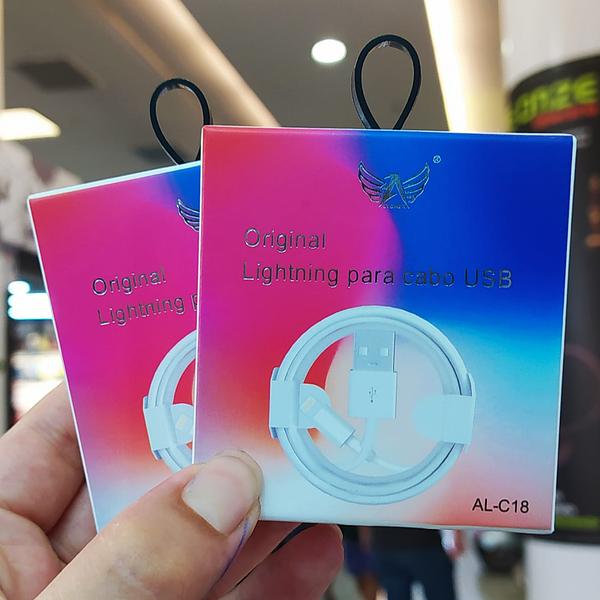 ®
Original
Lightning para cabo USB
AL-C18
Original
Lightning